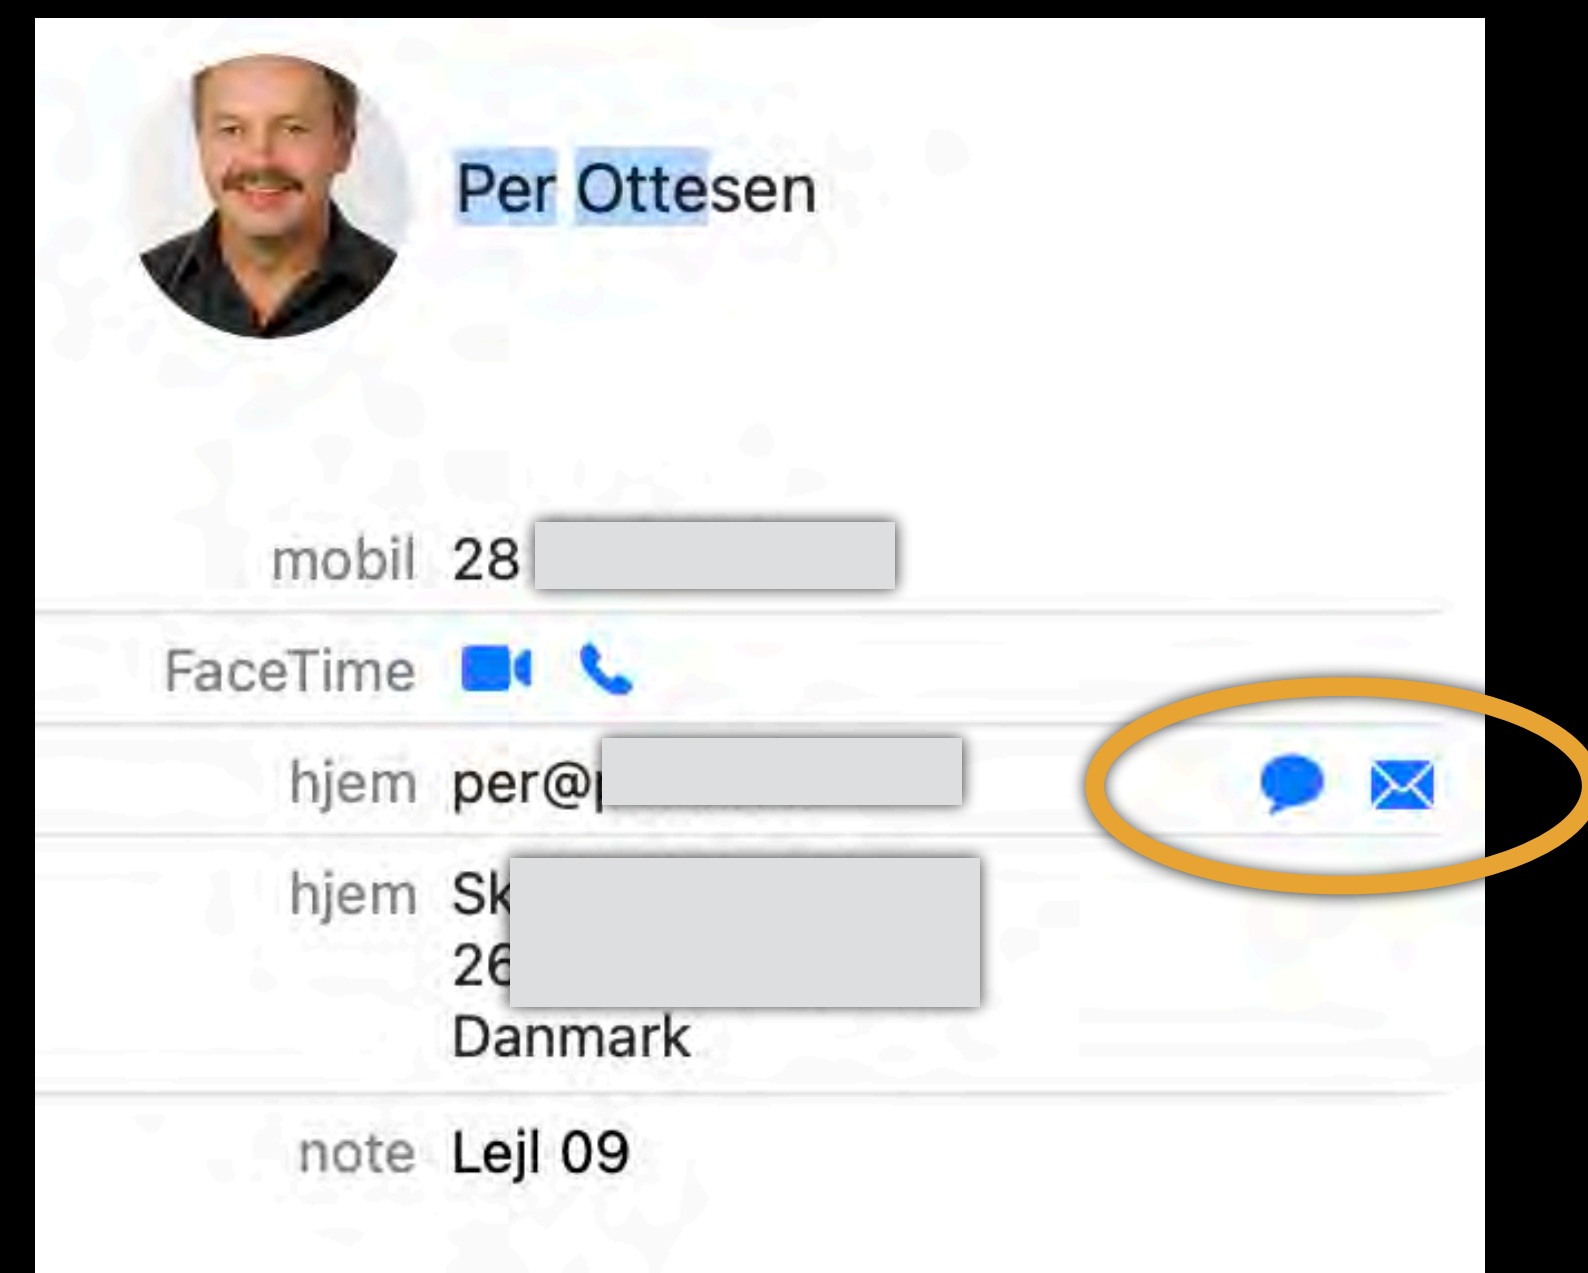 Per Ottesen
mobil 28
FaceTime
hjem per@
hjem Sk
26
Danmark
note Lejl 09